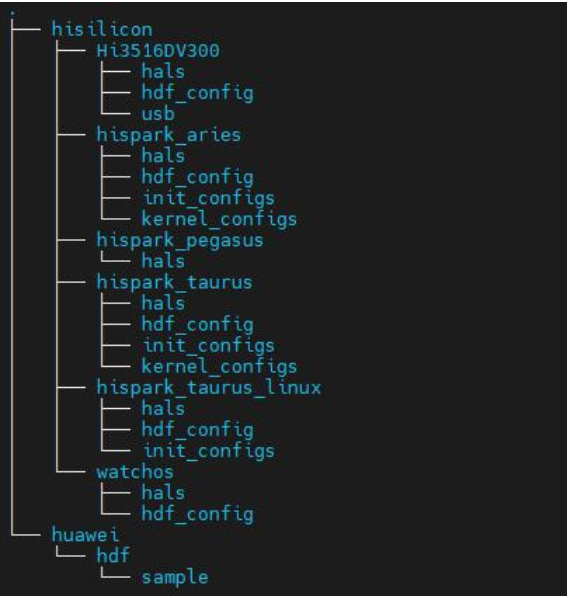 .
├── hisilicon
│   ├── Hi3516DV300
│   │   ├── hals
│   │   ├── hdf_config
│   │   └── usb
│   ├── hispark_aries
│   │   ├── hals
│   │   ├── hdf_config
│   │   ├── init_configs
│   │   └── kernel_configs
│   ├── hispark_pegasus
│   │   └── hals
│   ├── hispark_taurus
│   │   ├── hals
│   │   ├── hdf_config
│   │   ├── init_configs
│   │   └── kernel_configs
│   ├── hispark_taurus_linux
│   │   ├── hals
│   │   ├── hdf_config
│   │   └── init_configs
│   └── watchos
│       ├── hals
│       └── hdf_config
└── huawei
    └── hdf
        └── sample